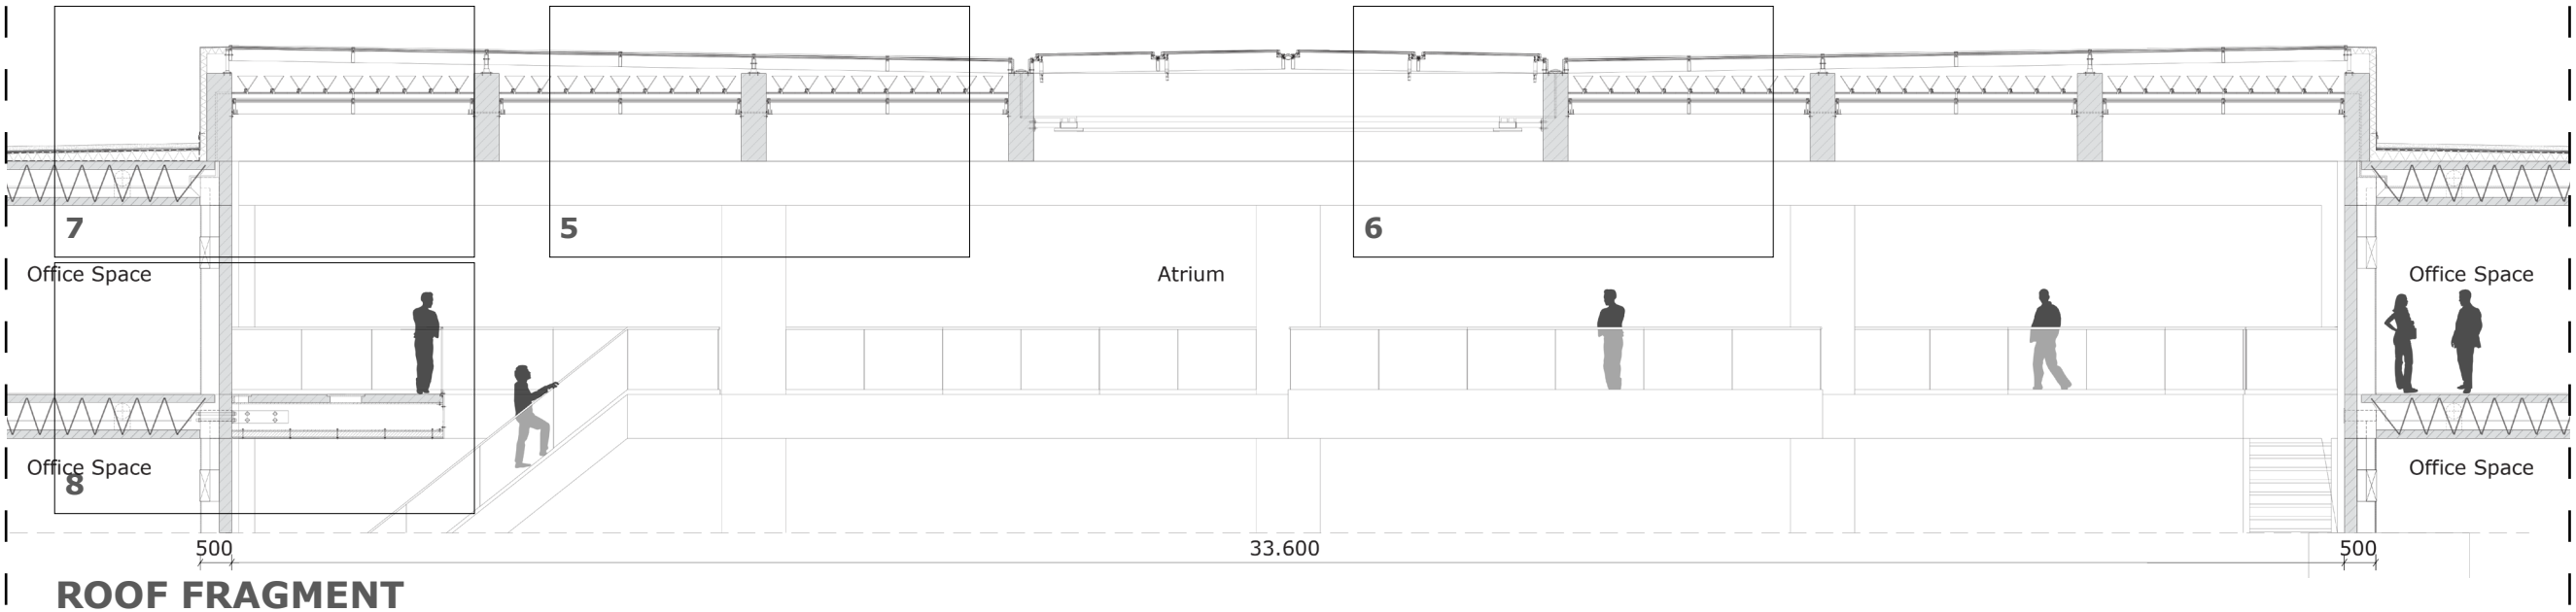 7
5
6
Office Space
Atrium
Office Space
Office Space
8
Office Space
500
33.600
500
ROOF FRAGMENT